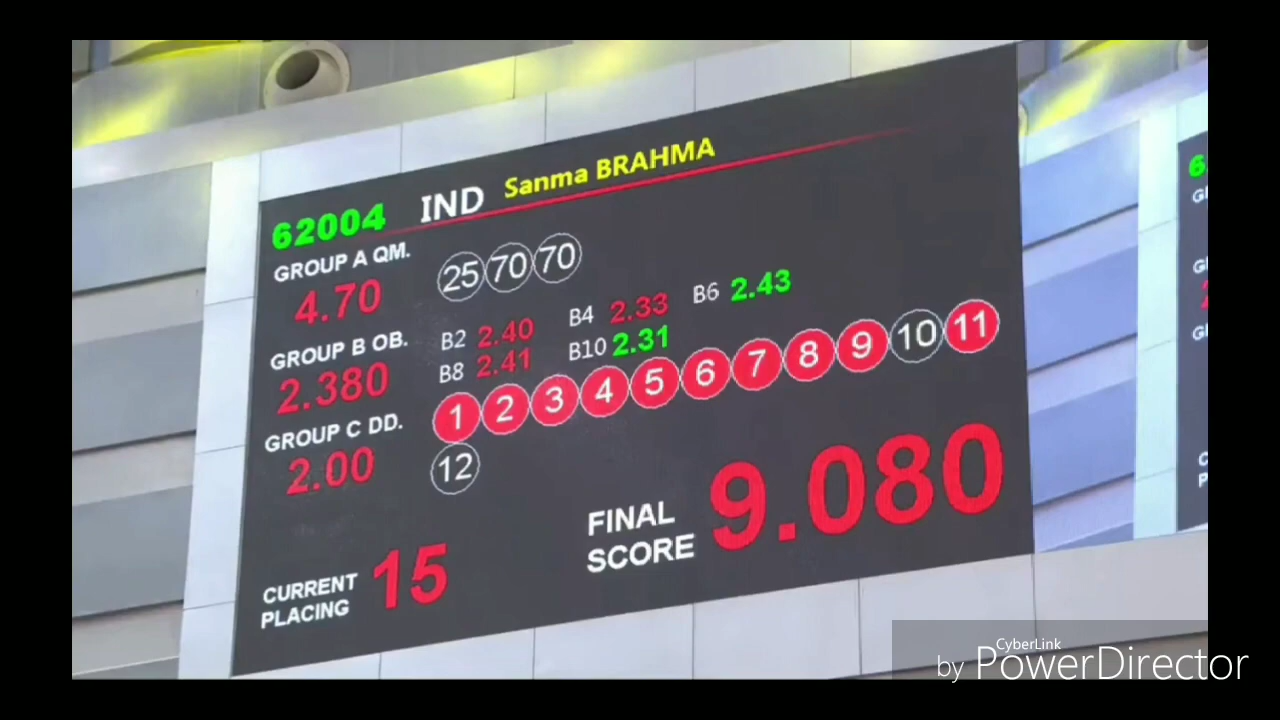 62004 IND Sanma BRAHMA
GROUP A QM. 25 70 70
4.70
GROUP B OB. B2 2.40 B4 2.33 B6 2.43
2.380 B8 2.41 B10 2.31
GROUP C DD. 1 2 3 4 5 6 7 8 9 10 11
2.00 12
FINAL
SCORE 9.080
CURRENT
PLACING 15
CyberLink
by PowerDirector